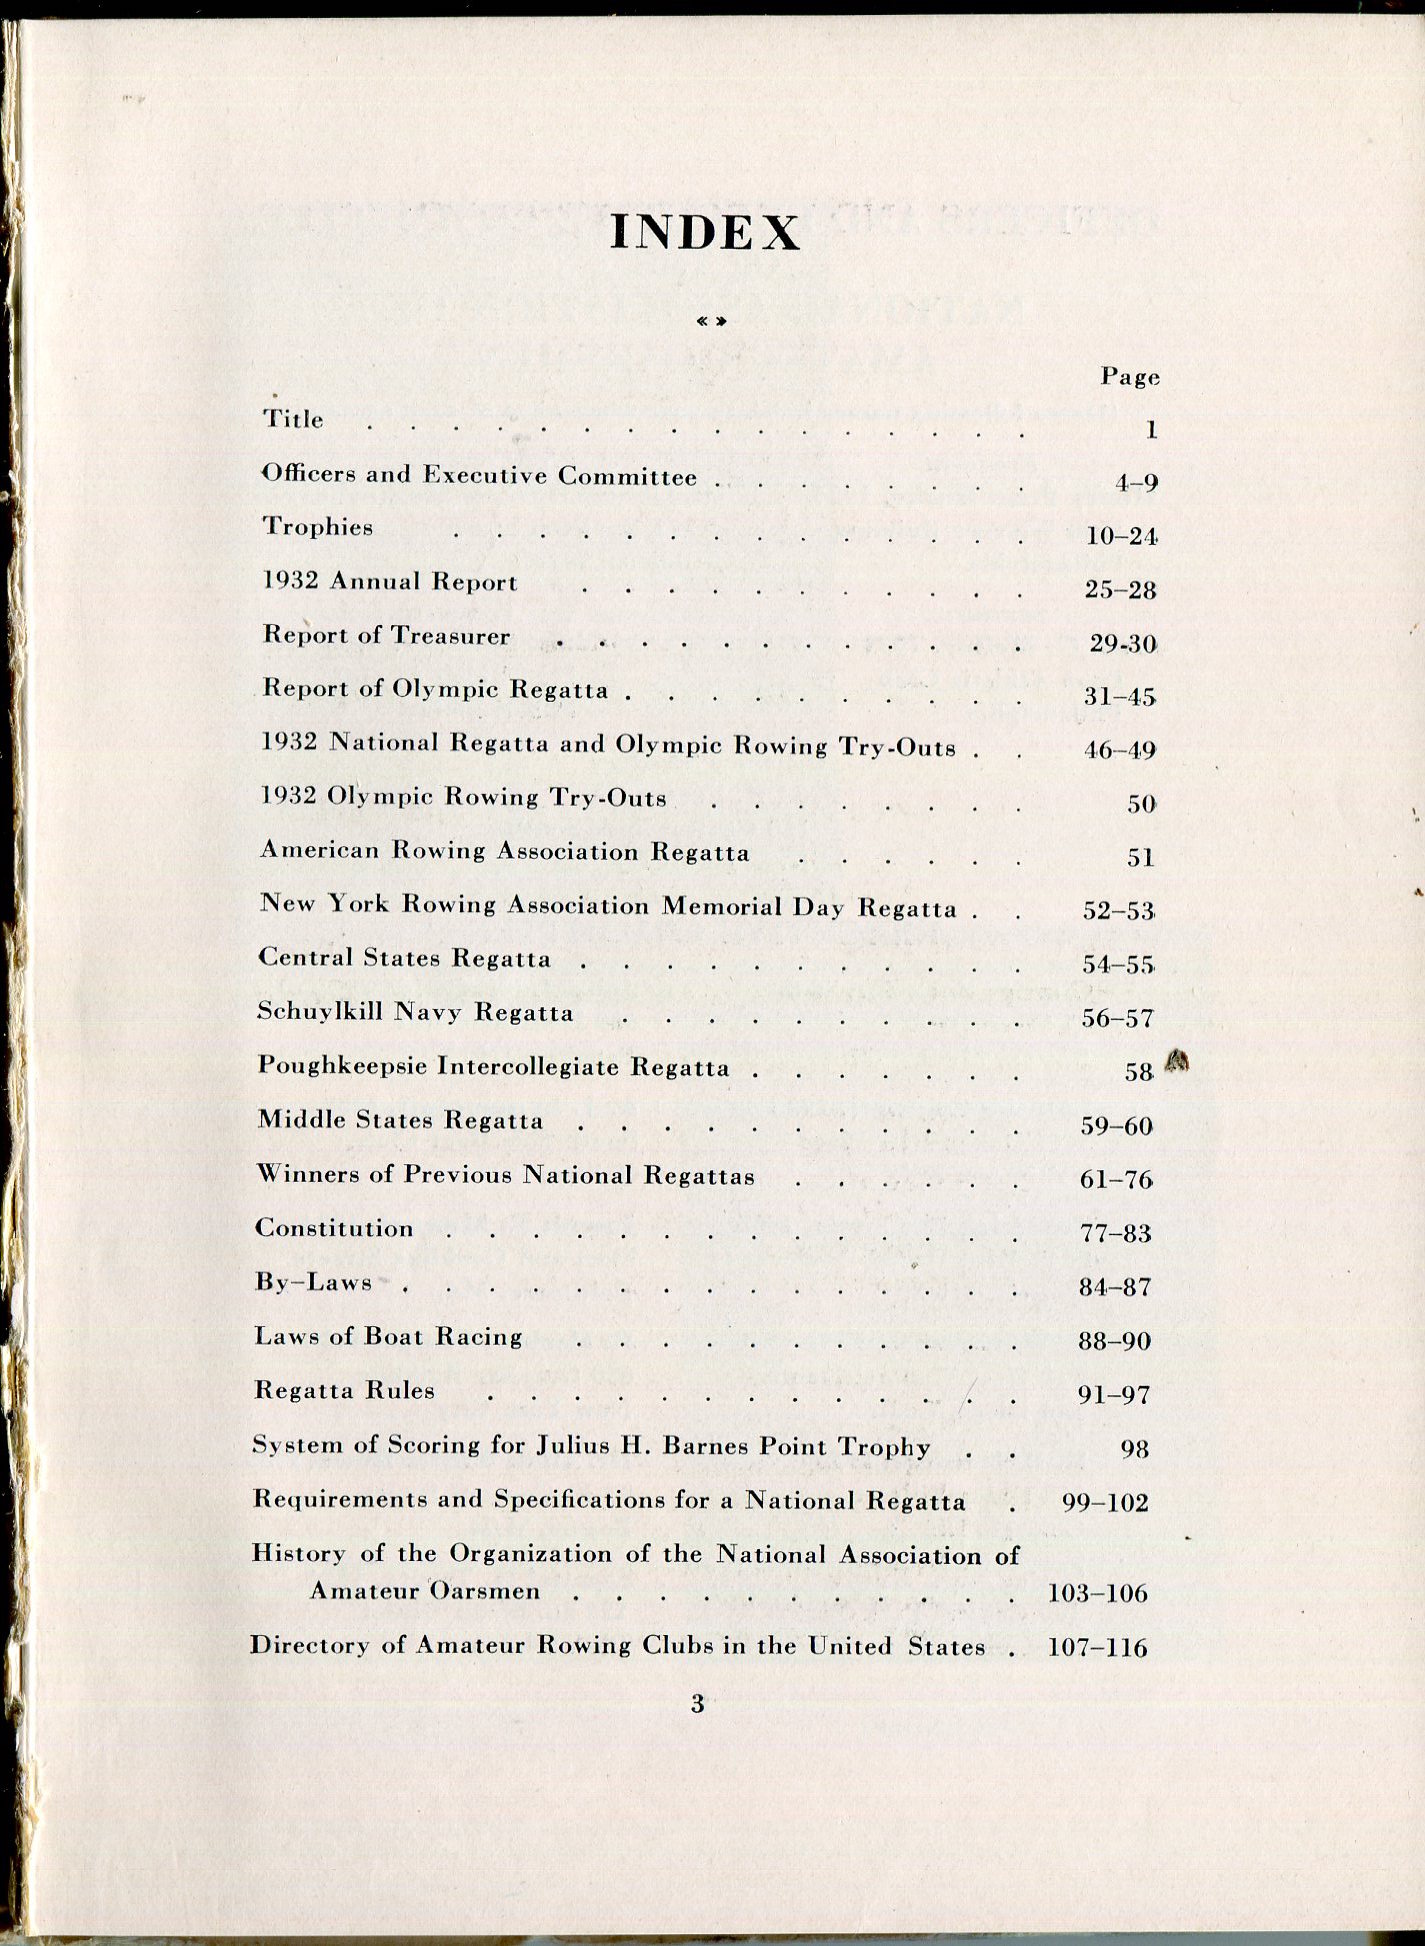 INDEX
« »
Page
Title . . . . . . . . . . . . . . . . 1
Officers and Executive Committee . . . . . . . . 4–9
Trophies . . . . . . . . . . . . . . 10–24
1932 Annual Report . . . . . . . . . . . 25–28
Report of Treasurer . . . . . . . . . . . . 29-30
Report of Olympic Regatta . . . . . . . . . . 31–45
1932 National Regatta and Olympic Rowing Try-Outs . . 46–49
1932 Olympic Rowing Try-Outs . . . . . . . . 50
American Rowing Association Regatta . . . . . . 51
New York Rowing Association Memorial Day Regatta . . 52–53
Central States Regatta . . . . . . . . . . . 54–55
Schuylkill Navy Regatta . . . . . . . . . . 56–57
Poughkeepsie Intercollegiate Regatta . . . . . . . 58
Middle States Regatta . . . . . . . . . . . 59–60
Winners of Previous National Regattas . . . . . . 61–76
Constitution . . . . . . . . . . . . . . 77–83
By–Laws . . . . . . . . . . . . . . . 84–87
Laws of Boat Racing . . . . . . . . . . . 88–90
Regatta Rules . . . . . . . . . . . . . 91–97
System of Scoring for Julius H. Barnes Point Trophy . . 98
Requirements and Specifications for a National Regatta . 99–102
History of the Organization of the National Association of
Amateur Oarsmen . . . . . . . . . . . 103–106
Directory of Amateur Rowing Clubs in the United States . 107–116
3